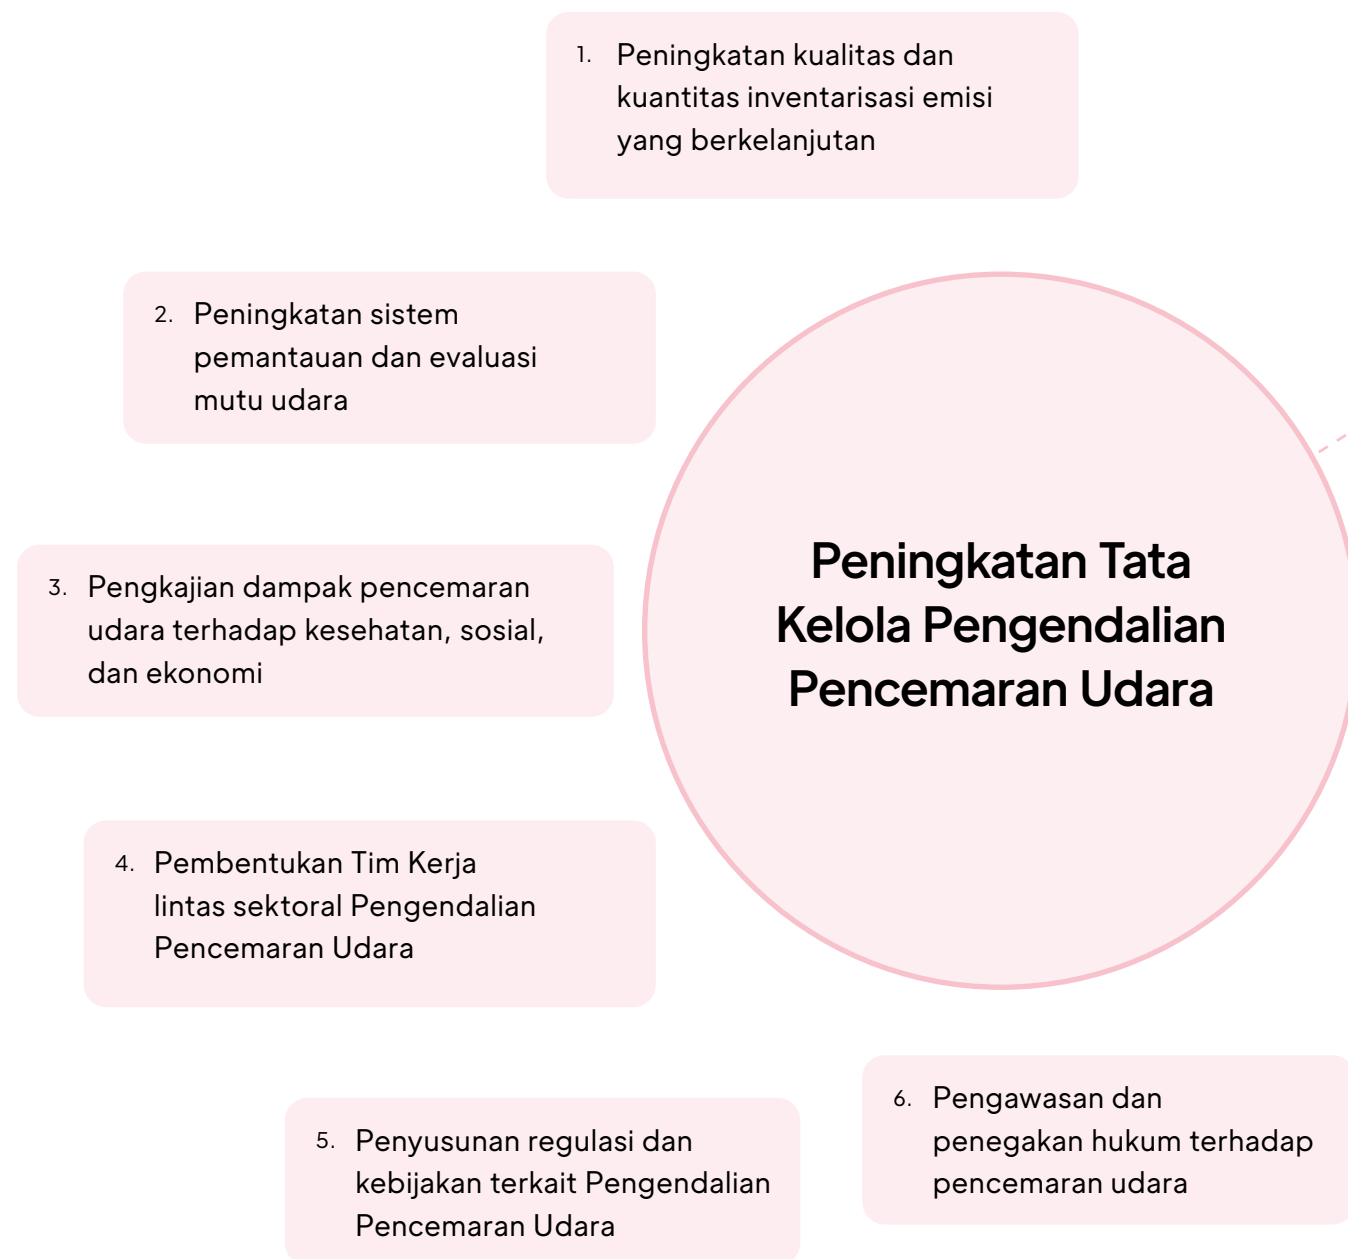 1. Peningkatan kualitas dan
kuantitas inventarisasi emisi
yang berkelanjutan
2. Peningkatan sistem
pemantauan dan evaluasi
mutu udara
3. Pengkajian dampak pencemaran
udara terhadap kesehatan, sosial,
dan ekonomi
4. Pembentukan Tim Kerja
lintas sektoral Pengendalian
Pencemaran Udara
5. Penyusunan regulasi dan
kebijakan terkait Pengendalian
Pencemaran Udara
6. Pengawasan dan
penegakan hukum terhadap
pencemaran udara
Peningkatan Tata
Kelola Pengendalian
Pencemaran Udara